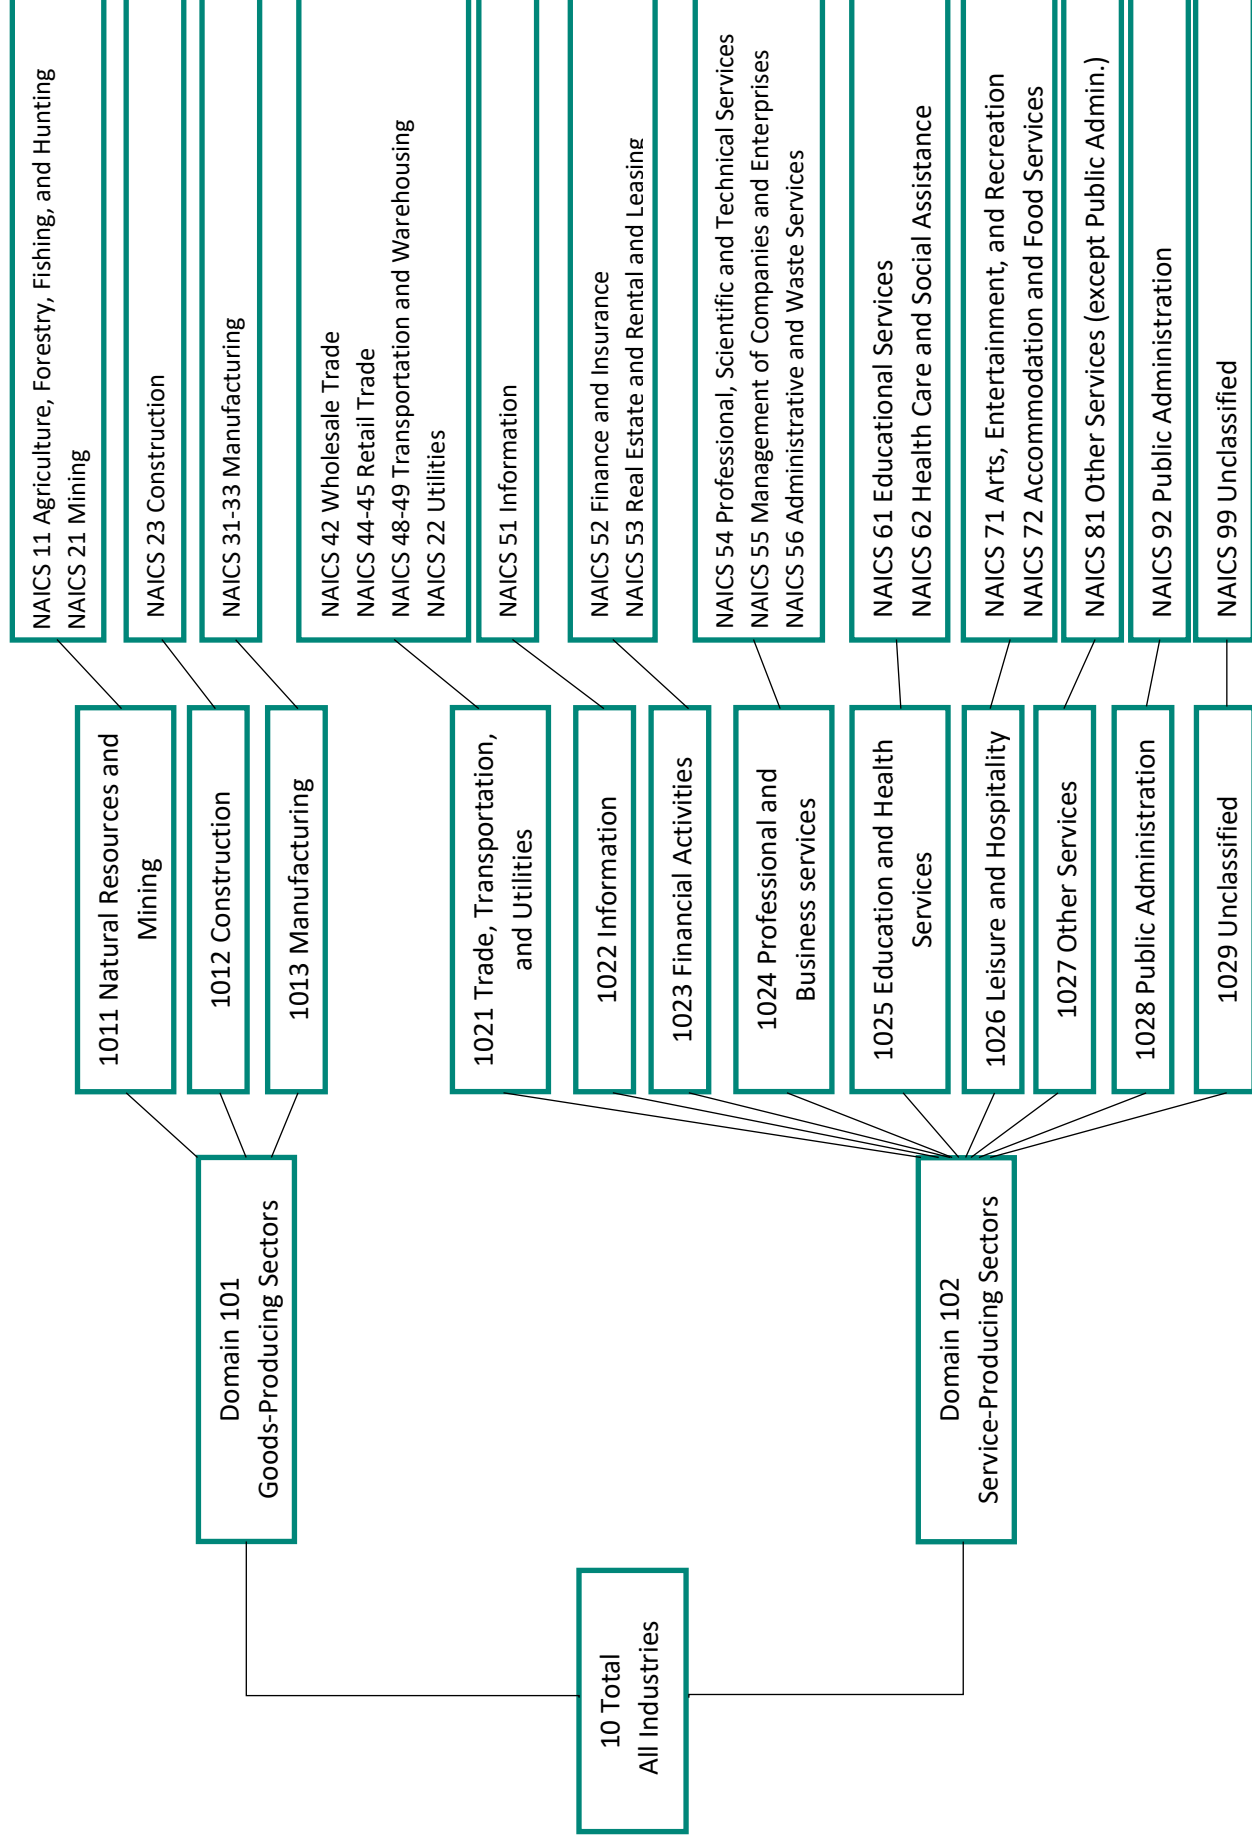 10 Total
All Industries
Domain 101
Goods-Producing Sectors
1011 Natural Resources and
Mining
1012 Construction
1013 Manufacturing
NAICS 11 Agriculture, Forestry, Fishing, and Hunting
NAICS 21 Mining
NAICS 23 Construction
NAICS 31-33 Manufacturing
Domain 102
Service-Producing Sectors
1021 Trade, Transportation,
and Utilities
1022 Information
1023 Financial Activities
1024 Professional and
Business services
1025 Education and Health
Services
1026 Leisure and Hospitality
1027 Other Services
1028 Public Administration
1029 Unclassified
NAICS 42 Wholesale Trade
NAICS 44-45 Retail Trade
NAICS 48-49 Transportation and Warehousing
NAICS 22 Utilities
NAICS 51 Information
NAICS 52 Finance and Insurance
NAICS 53 Real Estate and Rental and Leasing
NAICS 54 Professional, Scientific and Technical Services
NAICS 55 Management of Companies and Enterprises
NAICS 56 Administrative and Waste Services
NAICS 61 Educational Services
NAICS 62 Health Care and Social Assistance
NAICS 71 Arts, Entertainment, and Recreation
NAICS 72 Accommodation and Food Services
NAICS 81 Other Services (except Public Admin.)
NAICS 92 Public Administration
NAICS 99 Unclassified